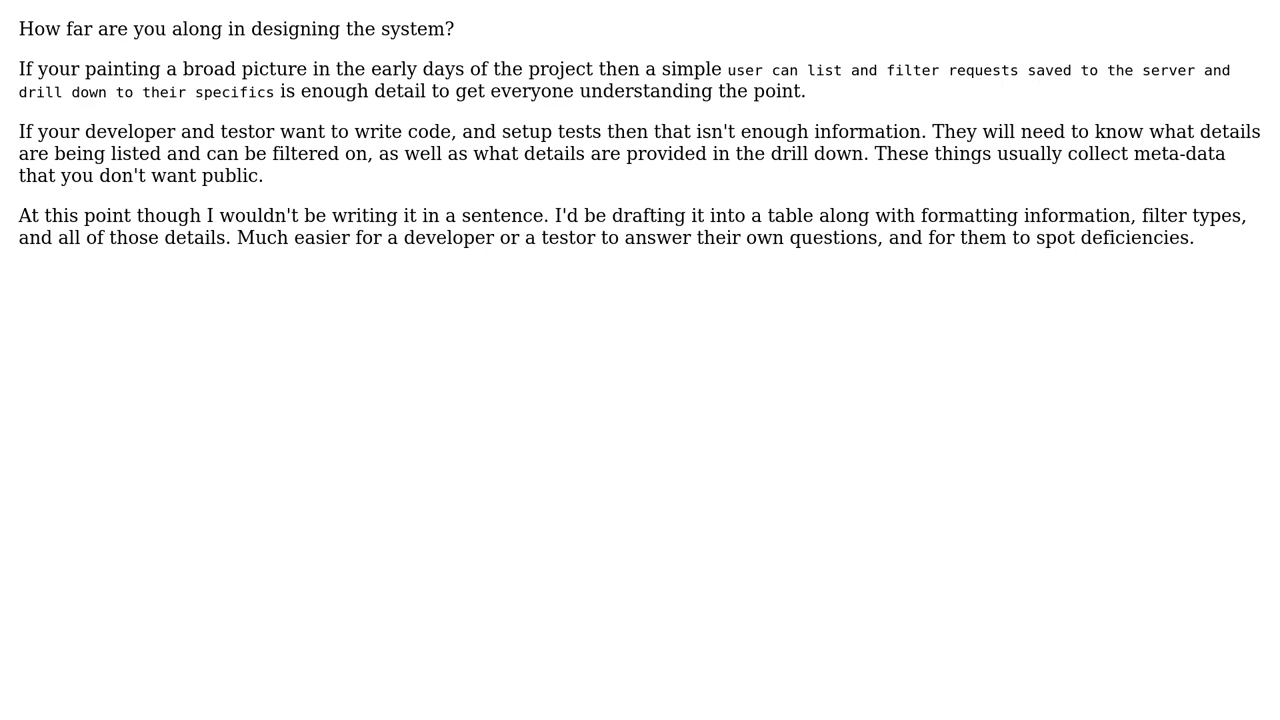 How far are you along in designing the system?
If your painting a broad picture in the early days of the project then a simple user can list and filter requests saved to the server and
drill down to their specifics is enough detail to get everyone understanding the point.
If your developer and testor want to write code, and setup tests then that isn't enough information. They will need to know what details
are being listed and can be filtered on, as well as what details are provided in the drill down. These things usually collect meta-data
that you don't want public.
At this point though I wouldn't be writing it in a sentence. I'd be drafting it into a table along with formatting information, filter types,
and all of those details. Much easier for a developer or a testor to answer their own questions, and for them to spot deficiencies.